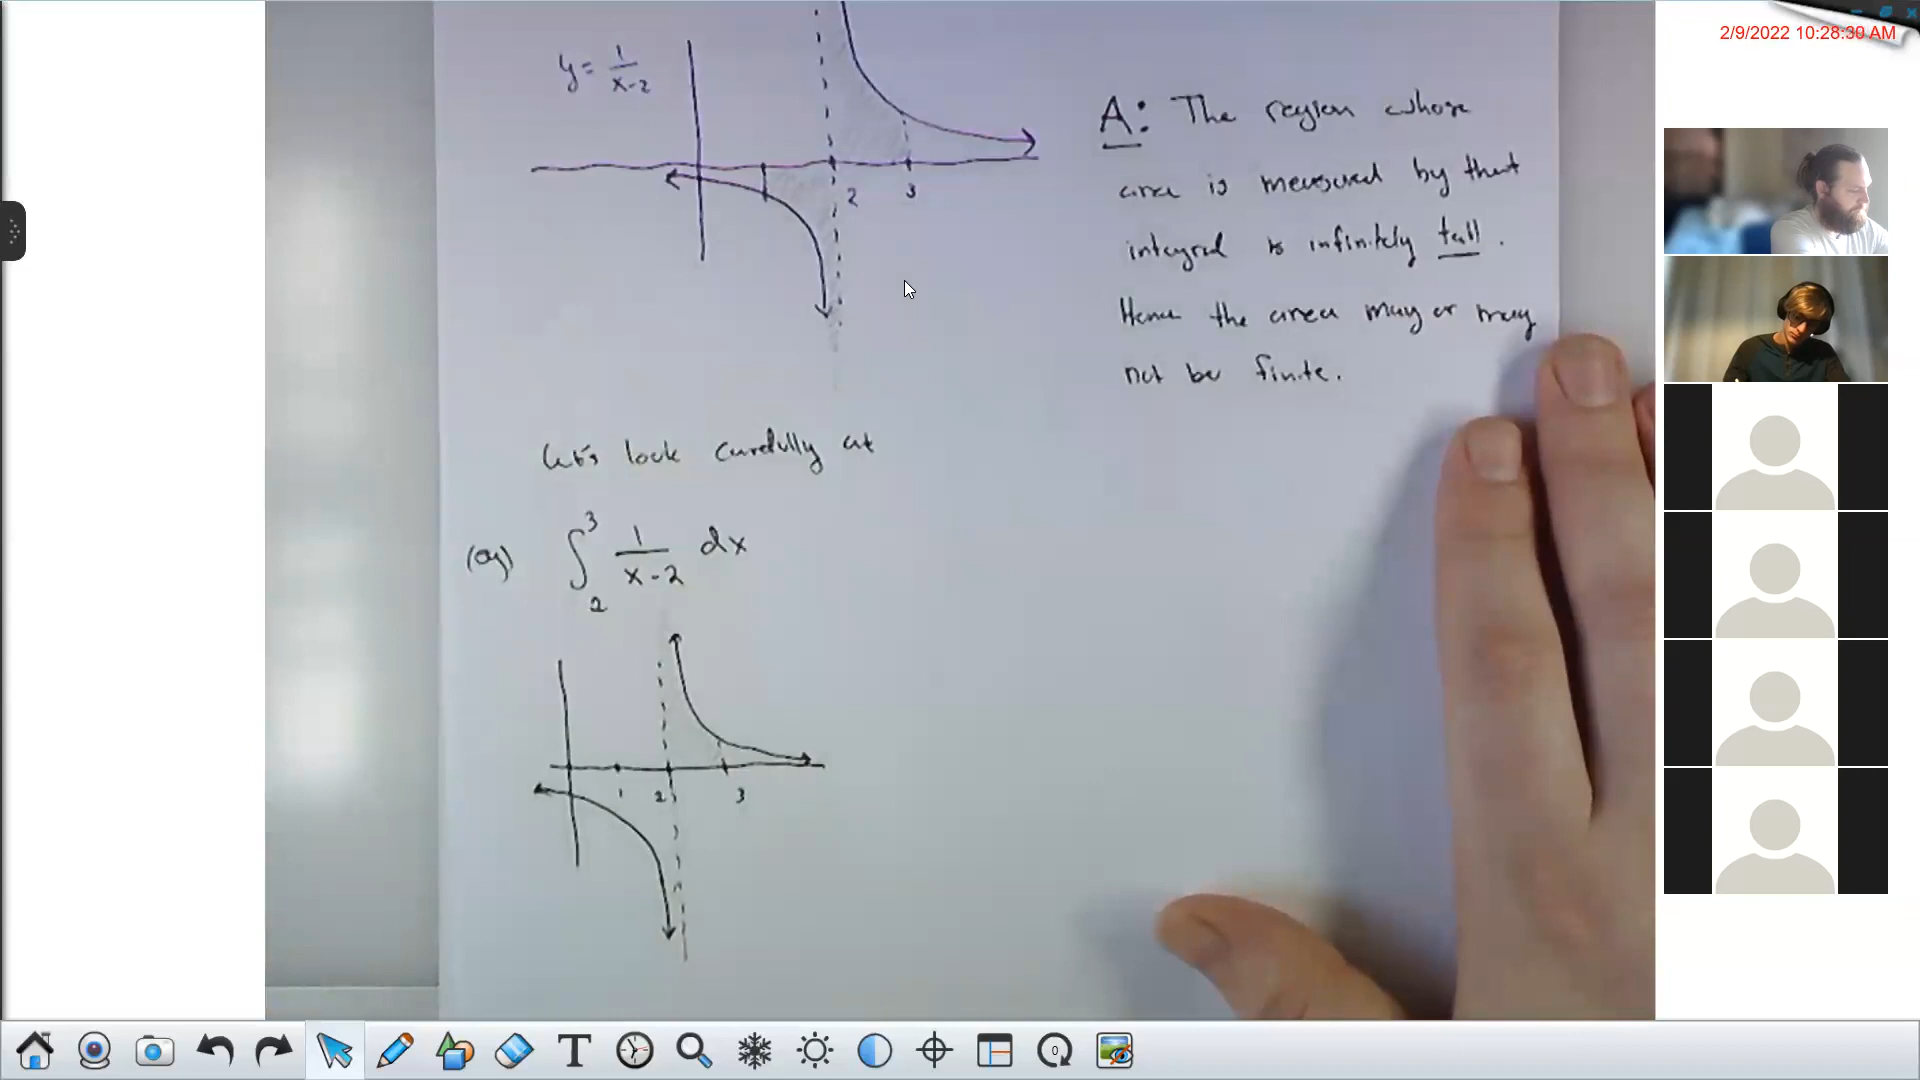 2/9/2022 10:28:30 AM
y = 1/(x-2)
2 3
A: The region whose
area is measured by that
integral is infinitely tall.
Hence the area may or may
not be finite.
Let's look carefully at
(eg) ∫₂³ 1/(x-2) dx
1 2 3
T
0